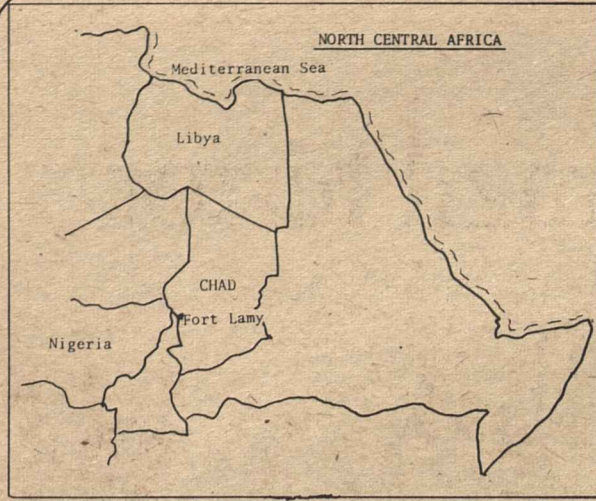 NORTH CENTRAL AFRICA
Mediterranean Sea
Libya
CHAD
Fort Lamy
Nigeria